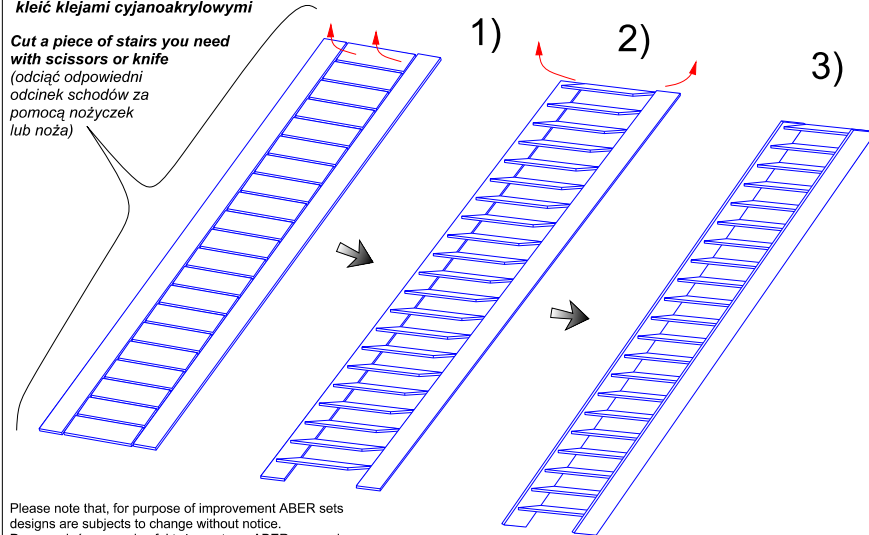 kleić klejami cyjanoakrylowymi
Cut a piece of stairs you need
with scissors or knife
(odciąć odpowiedni
odcinek schodów za
pomocą nożyczek
lub noża)
1)
2)
3)
Please note that, for purpose of improvement ABER sets
designs are subjects to change without notice.